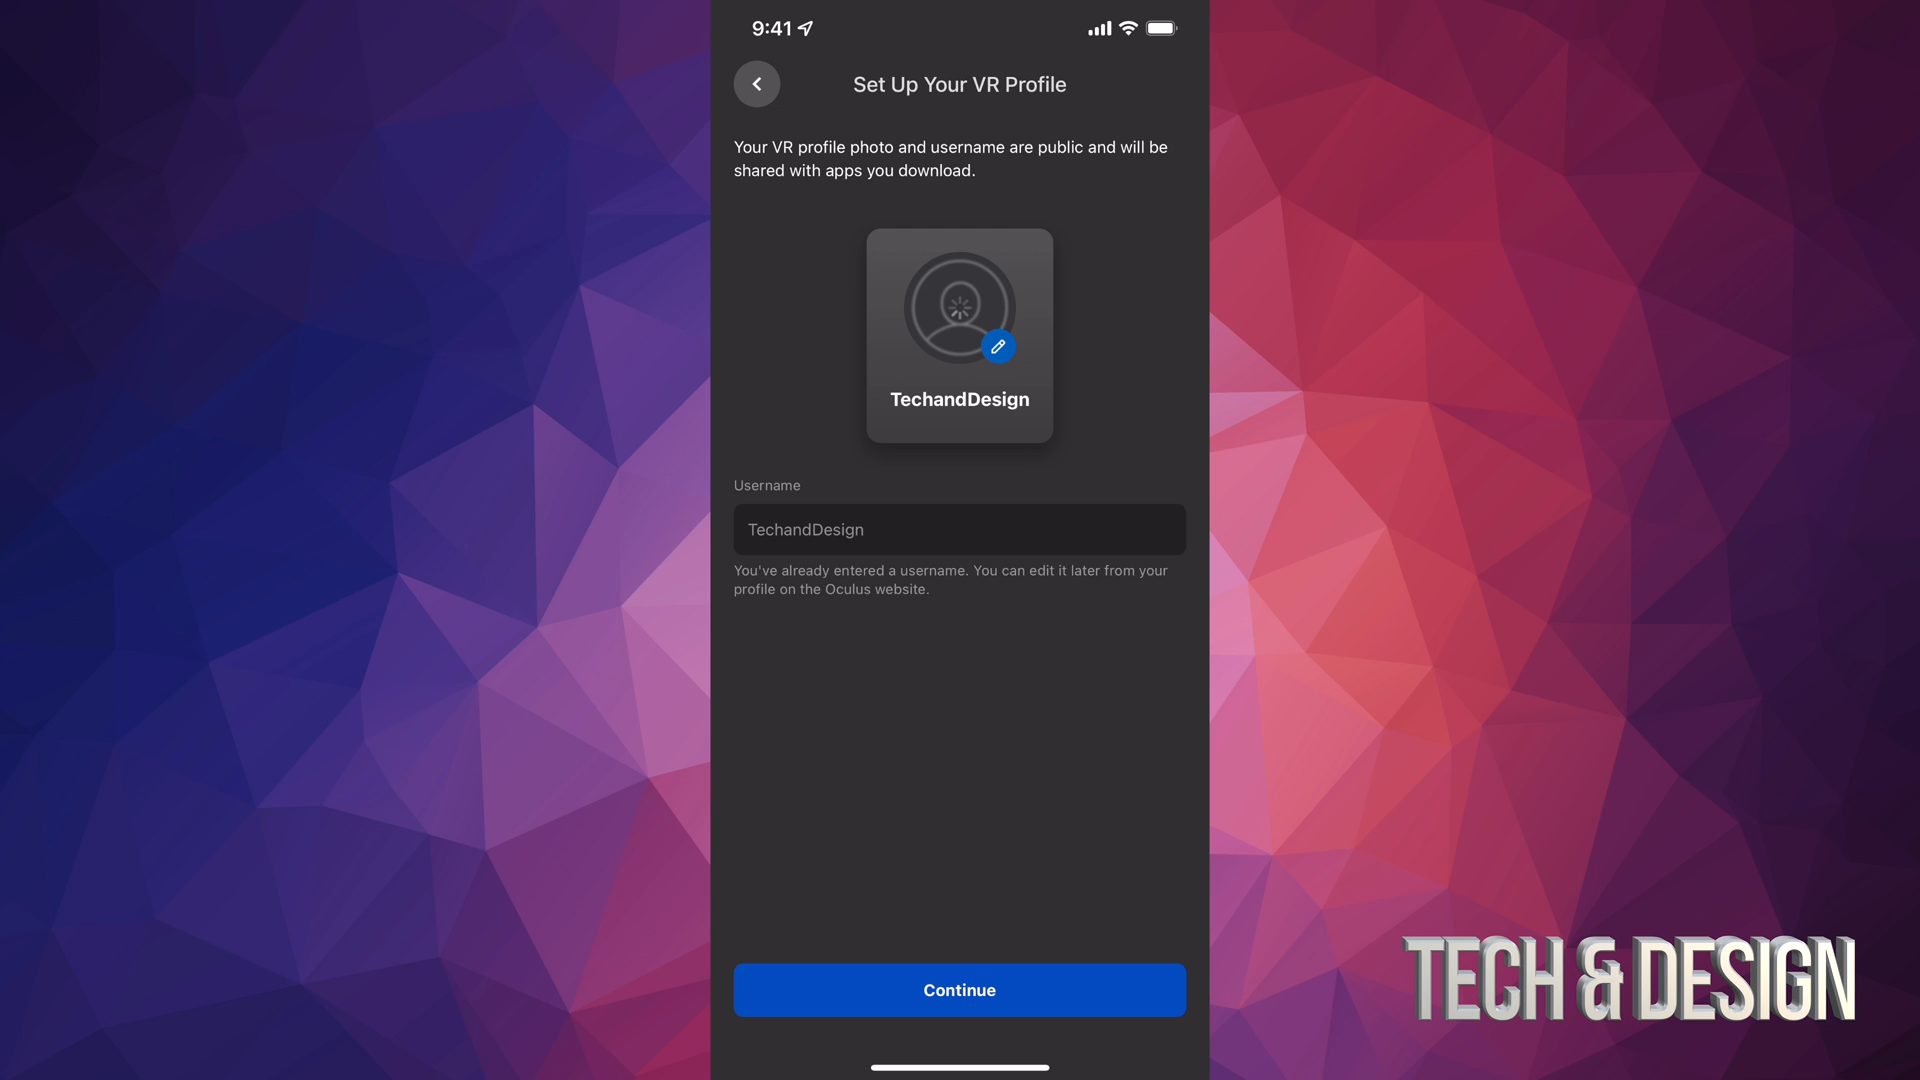 9:41
Set Up Your VR Profile
Your VR profile photo and username are public and will be
shared with apps you download.
TechandDesign
Username
TechandDesign
You've already entered a username. You can edit it later from your
profile on the Oculus website.
Continue
TECH & DESIGN